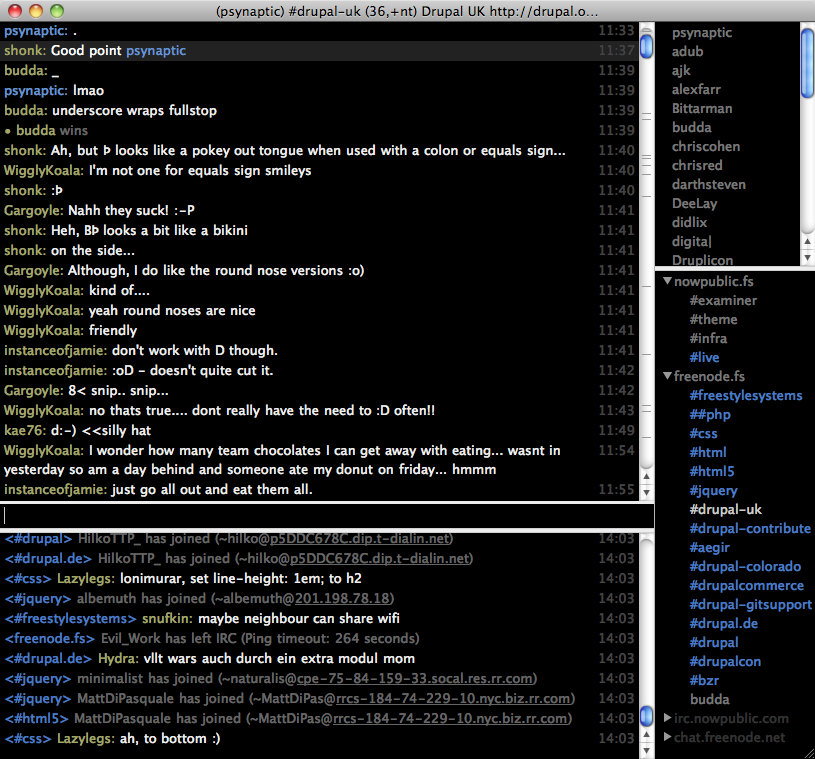 (psynaptic) #drupal-uk (36,+nt) Drupal UK http://drupal.o...
psynaptic: . 11:33
shonk: Good point psynaptic 11:37
budda: _ 11:39
psynaptic: lmao 11:39
budda: underscore wraps fullstop 11:39
• budda wins 11:39
shonk: Ah, but Þ looks like a pokey out tongue when used with a colon or equals sign... 11:40
WigglyKoala: I'm not one for equals sign smileys 11:40
shonk: :Þ 11:40
Gargoyle: Nahh they suck! :-P 11:41
shonk: Heh, BÞ looks a bit like a bikini 11:41
shonk: on the side... 11:41
Gargoyle: Although, I do like the round nose versions :o) 11:41
WigglyKoala: kind of.... 11:41
WigglyKoala: yeah round noses are nice 11:41
WigglyKoala: friendly 11:41
instanceofjamie: don't work with D though. 11:41
instanceofjamie: :oD - doesn't quite cut it. 11:42
Gargoyle: 8< snip.. snip... 11:42
WigglyKoala: no thats true.... dont really have the need to :D often!! 11:43
kae76: d:-) <<silly hat 11:49
WigglyKoala: I wonder how many team chocolates I can get away with eating... wasnt in 11:54
yesterday so am a day behind and someone ate my donut on friday... hmmm
instanceofjamie: just go all out and eat them all. 11:55
<#drupal> HilkoTTP_ has joined (~hilko@p5DDC678C.dip.t-dialin.net) 14:03
<#drupal.de> HilkoTTP_ has joined (~hilko@p5DDC678C.dip.t-dialin.net) 14:03
<#css> Lazylegs: lonimurar, set line-height: 1em; to h2 14:03
<#jquery> albemuth has joined (~albemuth@201.198.78.18) 14:03
<#freestylesystems> snufkin: maybe neighbour can share wifi 14:03
<freenode.fs> Evil_Work has left IRC (Ping timeout: 264 seconds) 14:03
<#drupal.de> Hydra: vllt wars auch durch ein extra modul mom 14:03
<#jquery> minimalist has joined (~naturalis@cpe-75-84-159-33.socal.res.rr.com) 14:03
<#jquery> MattDiPasquale has joined (~MattDiPas@rrcs-184-74-229-10.nyc.biz.rr.com) 14:03
<#html5> MattDiPasquale has joined (~MattDiPas@rrcs-184-74-229-10.nyc.biz.rr.com) 14:03
<#css> Lazylegs: ah, to bottom :) 14:03
psynaptic
adub
ajk
alexfarr
Bittarman
budda
chriscohen
chrisred
darthsteven
DeeLay
didlix
digita|
Druplicon
nowpublic.fs
#examiner
#theme
#infra
#live
freenode.fs
#freestylesystems
##php
#css
#html
#html5
#jquery
#drupal-uk
#drupal-contribute
#aegir
#drupal-colorado
#drupalcommerce
#drupal-gitsupport
#drupal.de
#drupal
#drupalcon
#bzr
budda
irc.nowpublic.com
chat.freenode.net